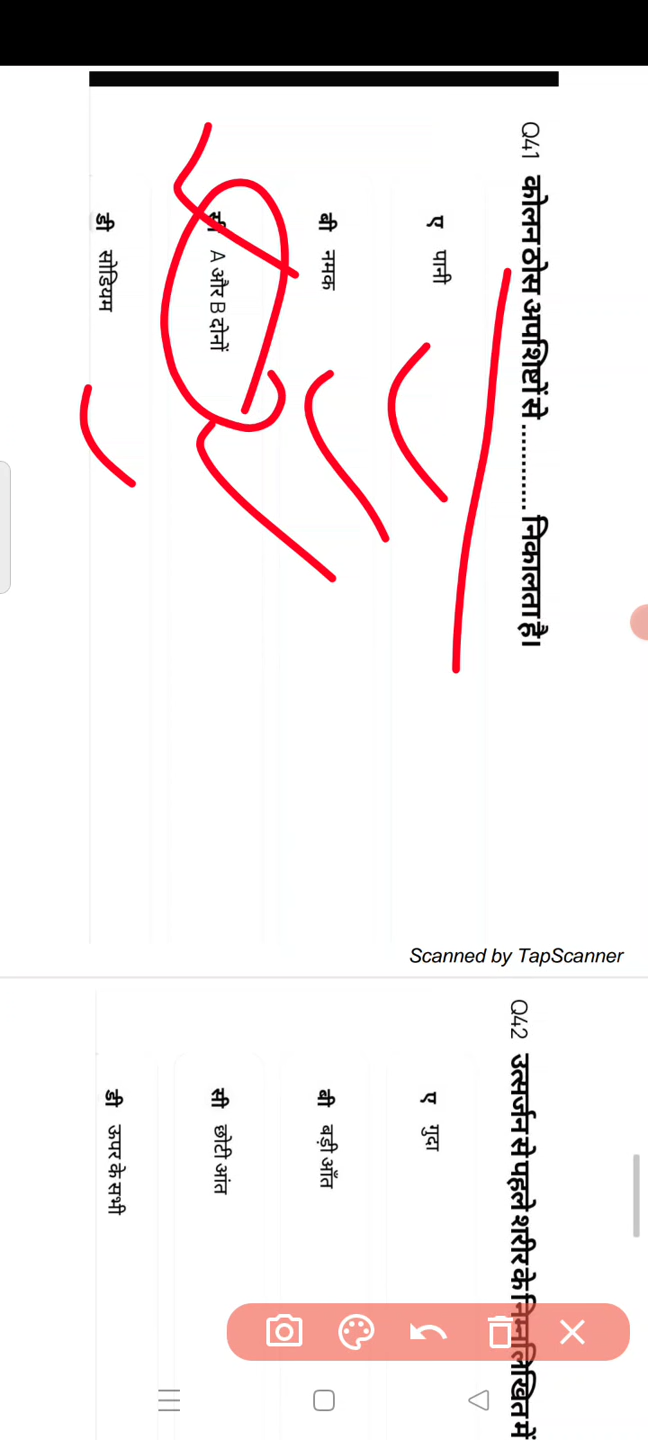 Q41 कोलन ठोस अपशिष्टों से ............. निकालता है।
ए पानी
बी नमक
सी A और B दोनों
डी सोडियम
Scanned by TapScanner
Q42 उत्सर्जन से पहले शरीर के निम्नलिखित में
ए गुदा
बी बड़ी आँत
सी छोटी आंत
डी ऊपर के सभी